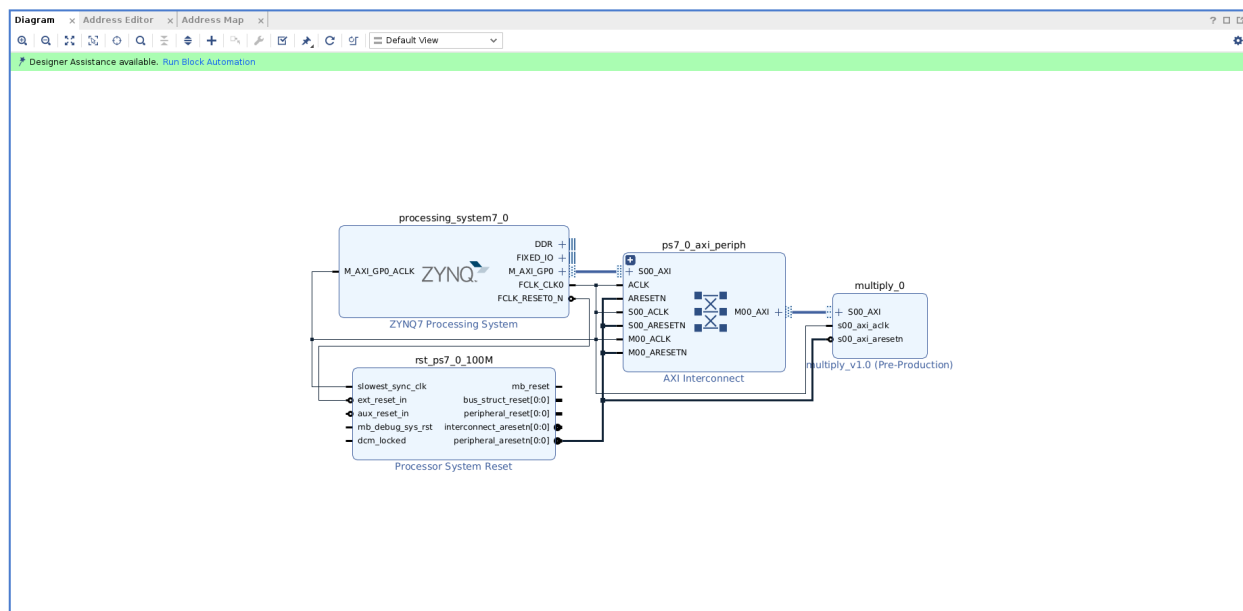 Diagram × Address Editor × Address Map ×
Default View
Designer Assistance available. Run Block Automation
processing_system7_0
M_AXI_GP0_ACLK
ZYNQ
DDR
FIXED_IO
M_AXI_GP0
FCLK_CLK0
FCLK_RESET0_N
ZYNQ7 Processing System
rst_ps7_0_100M
slowest_sync_clk
ext_reset_in
aux_reset_in
mb_debug_sys_rst
dcm_locked
mb_reset
bus_struct_reset[0:0]
peripheral_reset[0:0]
interconnect_aresetn[0:0]
peripheral_aresetn[0:0]
Processor System Reset
ps7_0_axi_periph
S00_AXI
ACLK
ARESETN
S00_ACLK
S00_ARESETN
M00_ACLK
M00_ARESETN
M00_AXI
AXI Interconnect
multiply_0
S00_AXI
s00_axi_aclk
s00_axi_aresetn
multiply_v1.0 (Pre-Production)